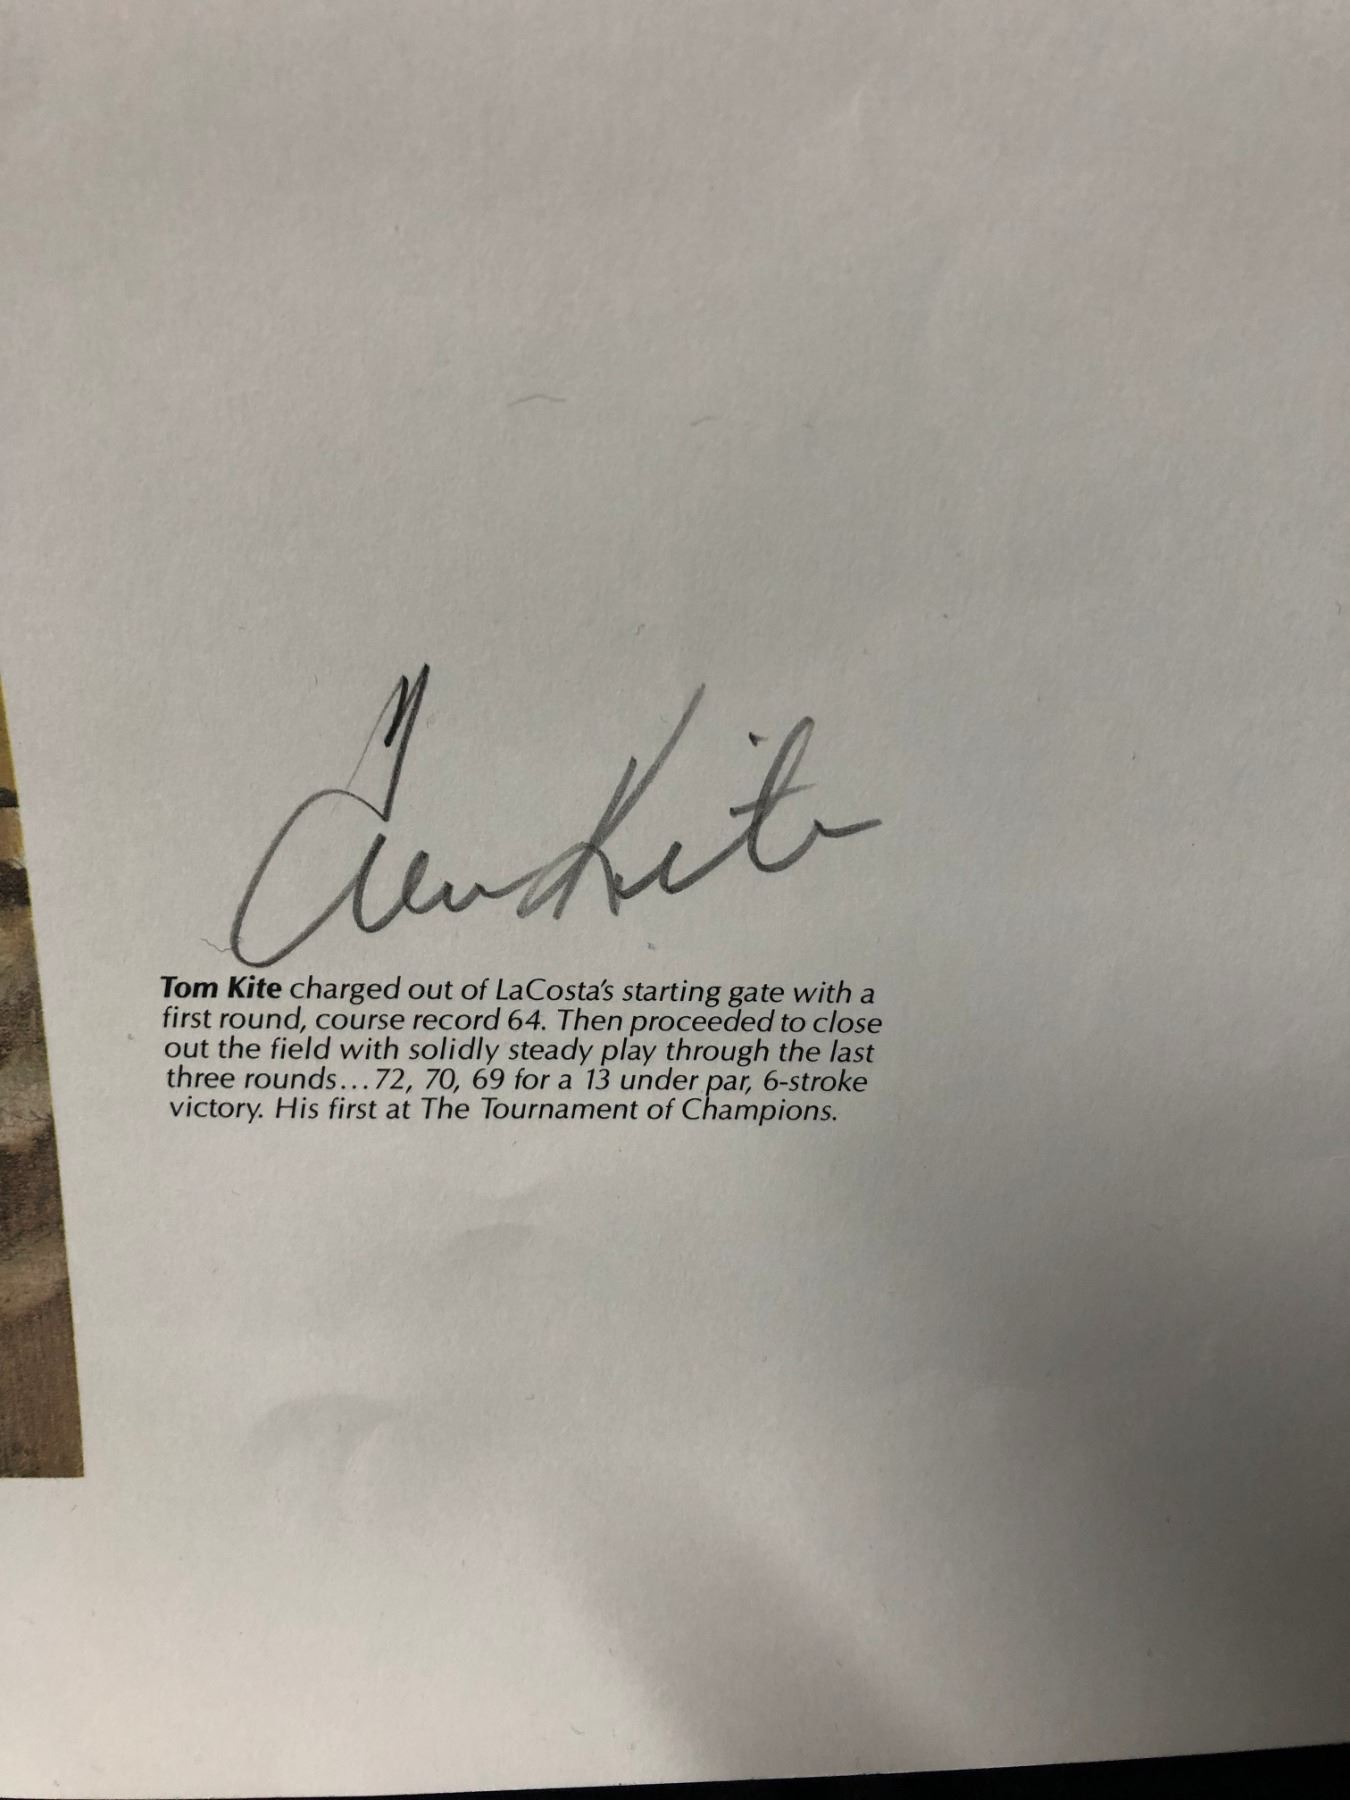 Tom Kite
Tom Kite charged out of LaCosta's starting gate with a
first round, course record 64. Then proceeded to close
out the field with solidly steady play through the last
three rounds...72, 70, 69 for a 13 under par, 6-stroke
victory. His first at The Tournament of Champions.